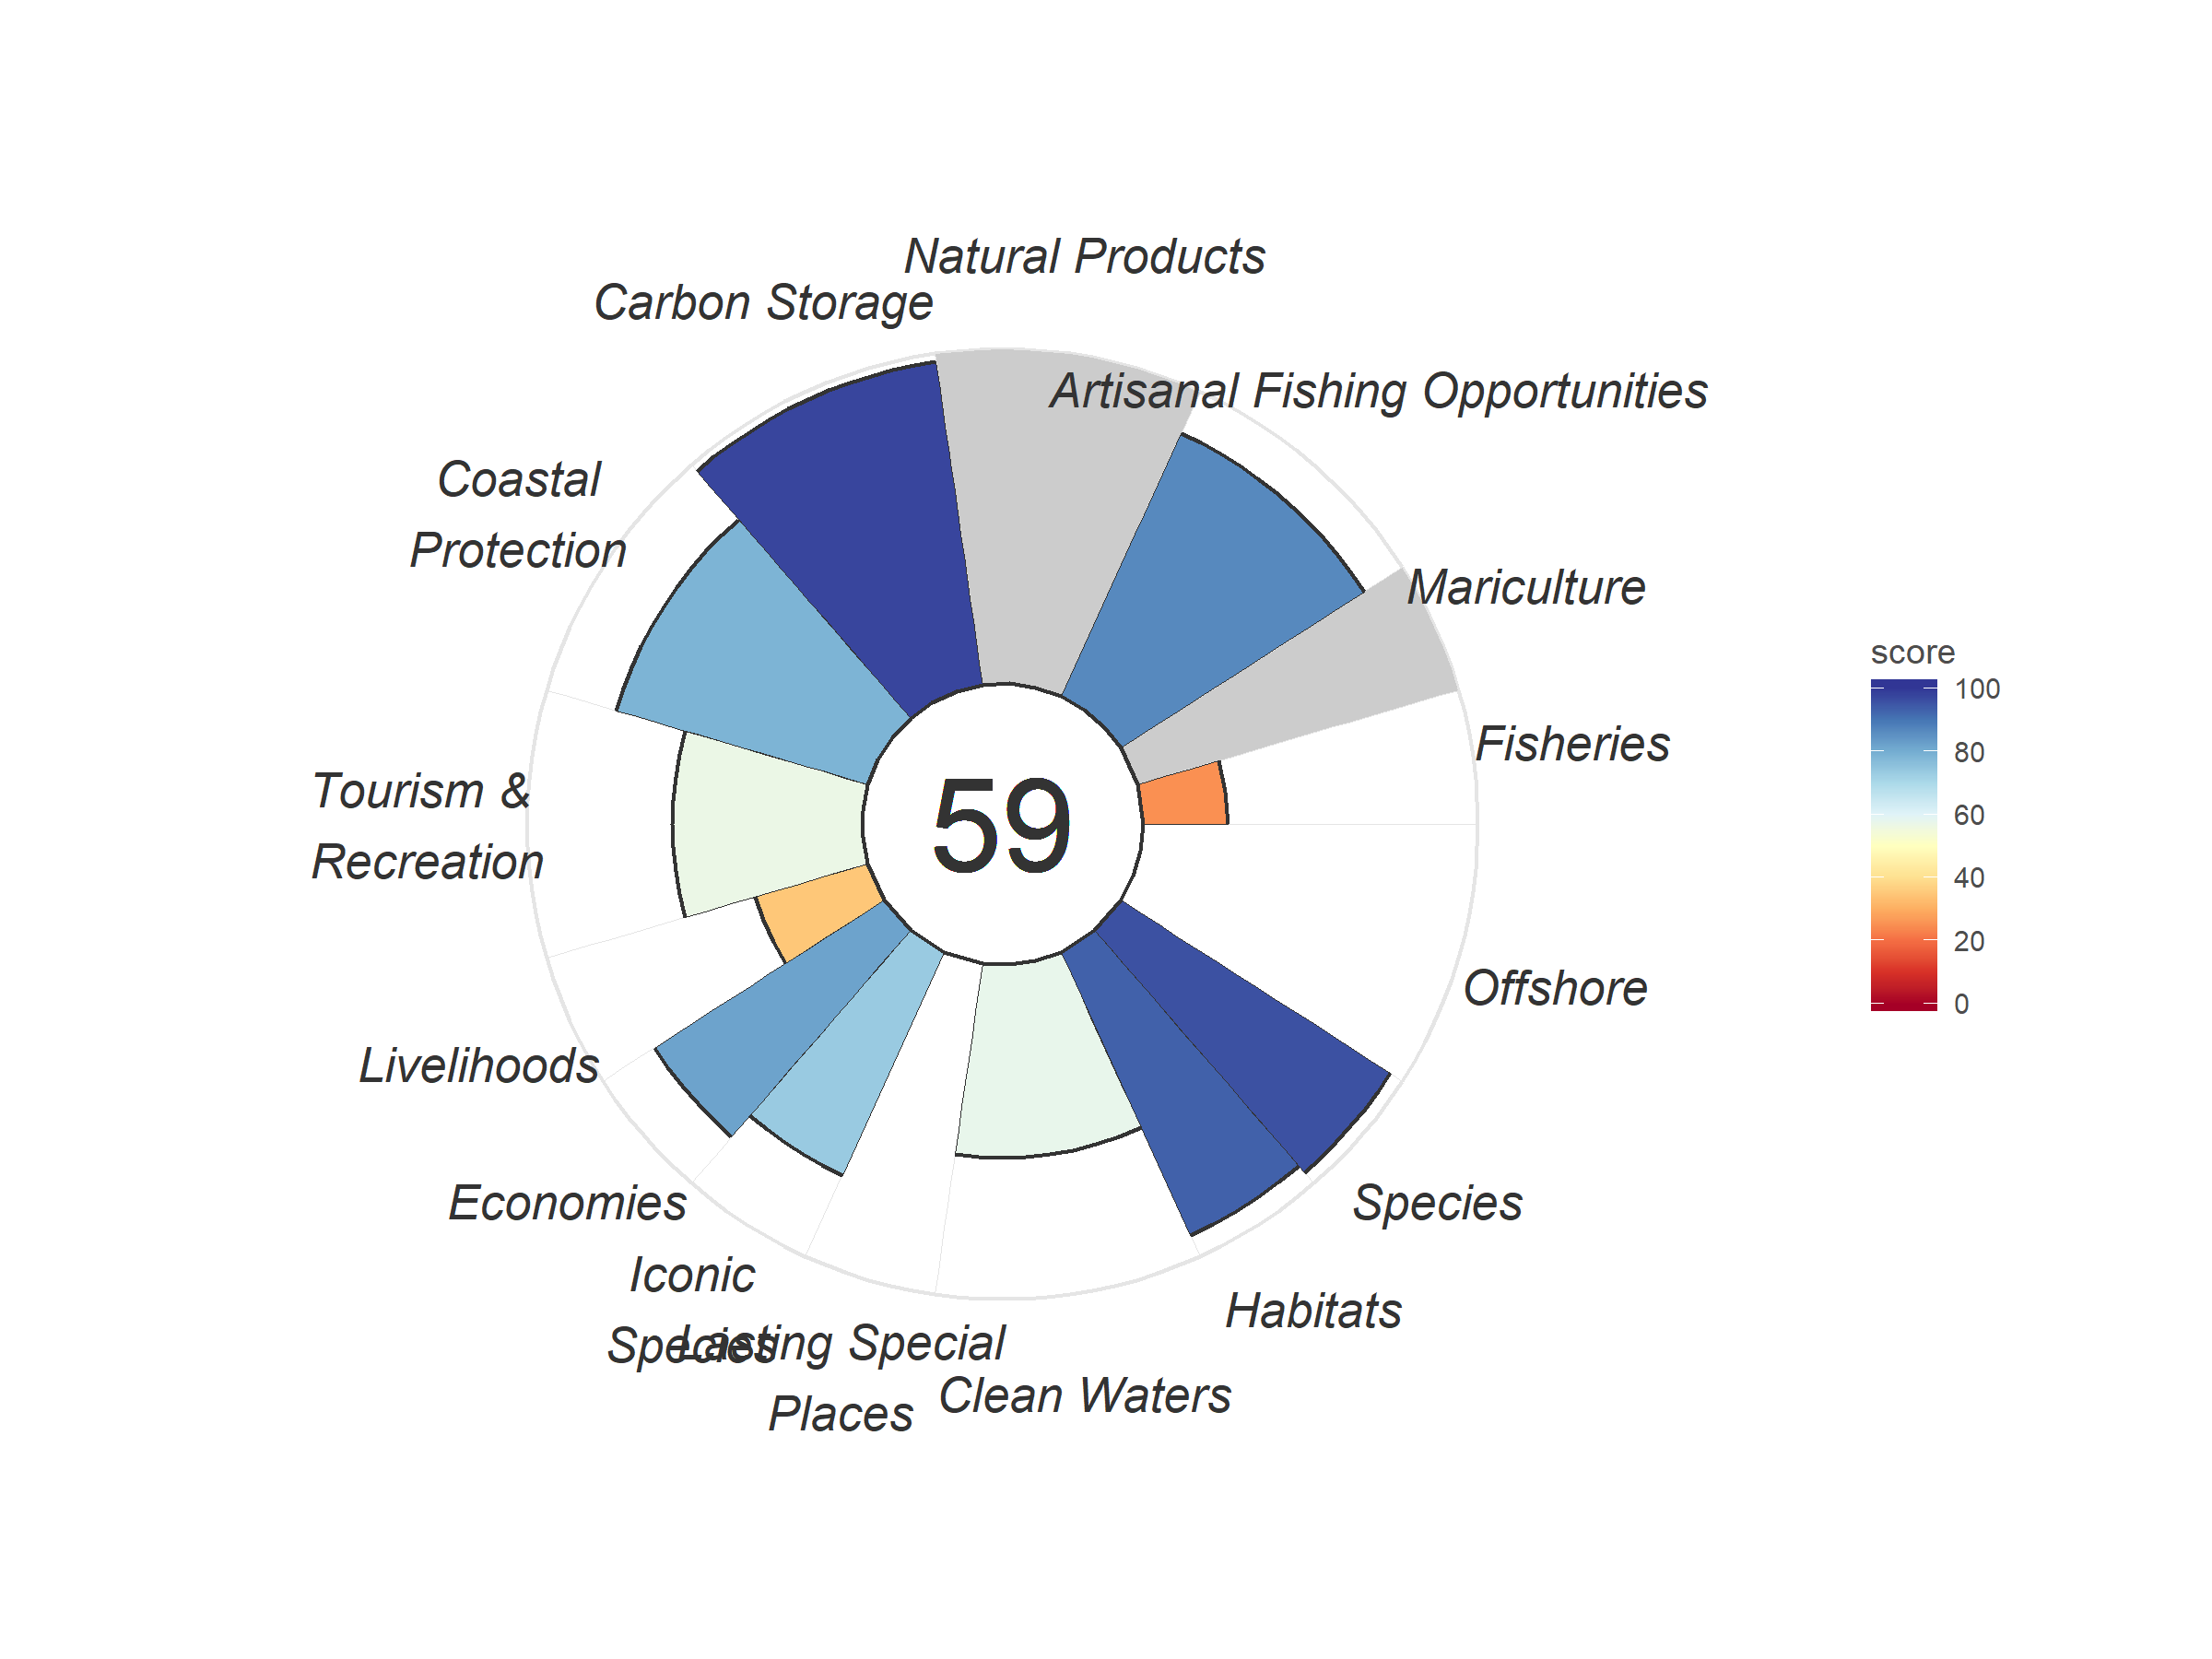 Natural Products
Carbon Storage
Artisanal Fishing Opportunities
Coastal
Protection
Mariculture
Fisheries
Tourism &
Recreation
59
Offshore
Livelihoods
Economies
Species
Iconic
Species
Habitats
Lasting Special
Places
Clean Waters
score
100
80
60
40
20
0